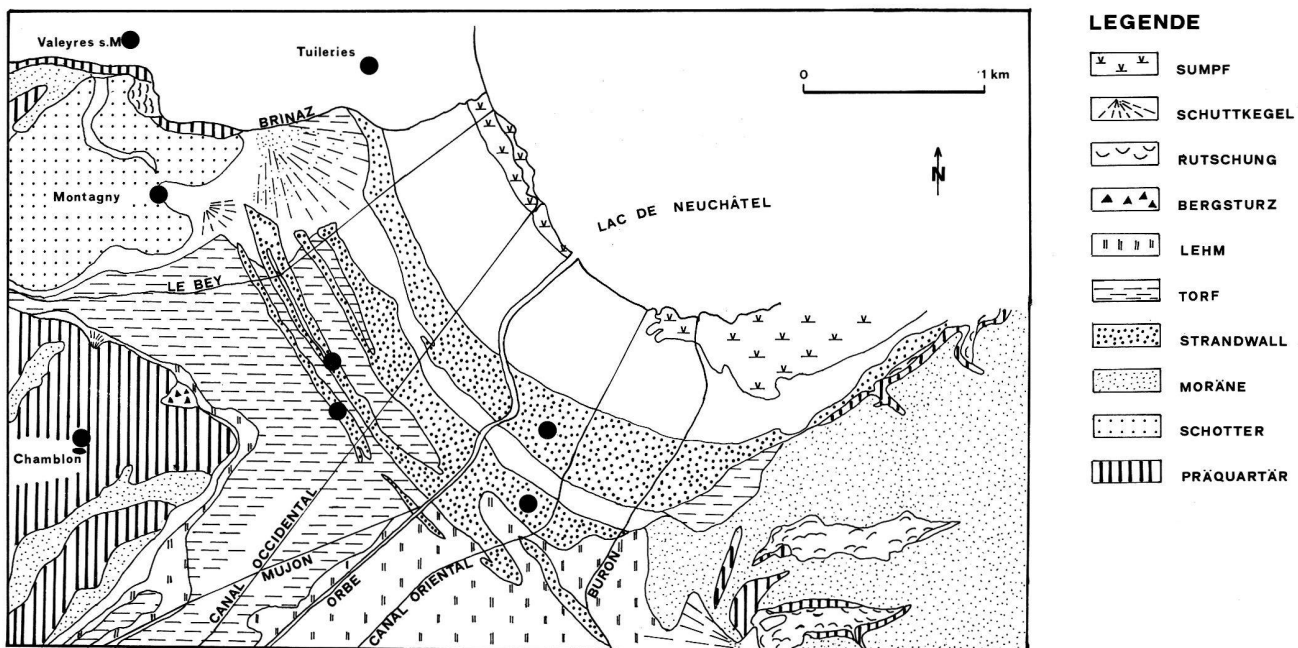 Valeyres s.M
Tuileries
0 1 km
BRINAZ
N
Montagny
LAC DE NEUCHÂTEL
LE BEY
Chamblon
CANAL OCCIDENTAL
MUJON
ORBE
CANAL ORIENTAL
BURON
LEGENDE
SUMPF
SCHUTTKEGEL
RUTSCHUNG
BERGSTURZ
LEHM
TORF
STRANDWALL
MORÄNE
SCHOTTER
PRÄQUARTÄR